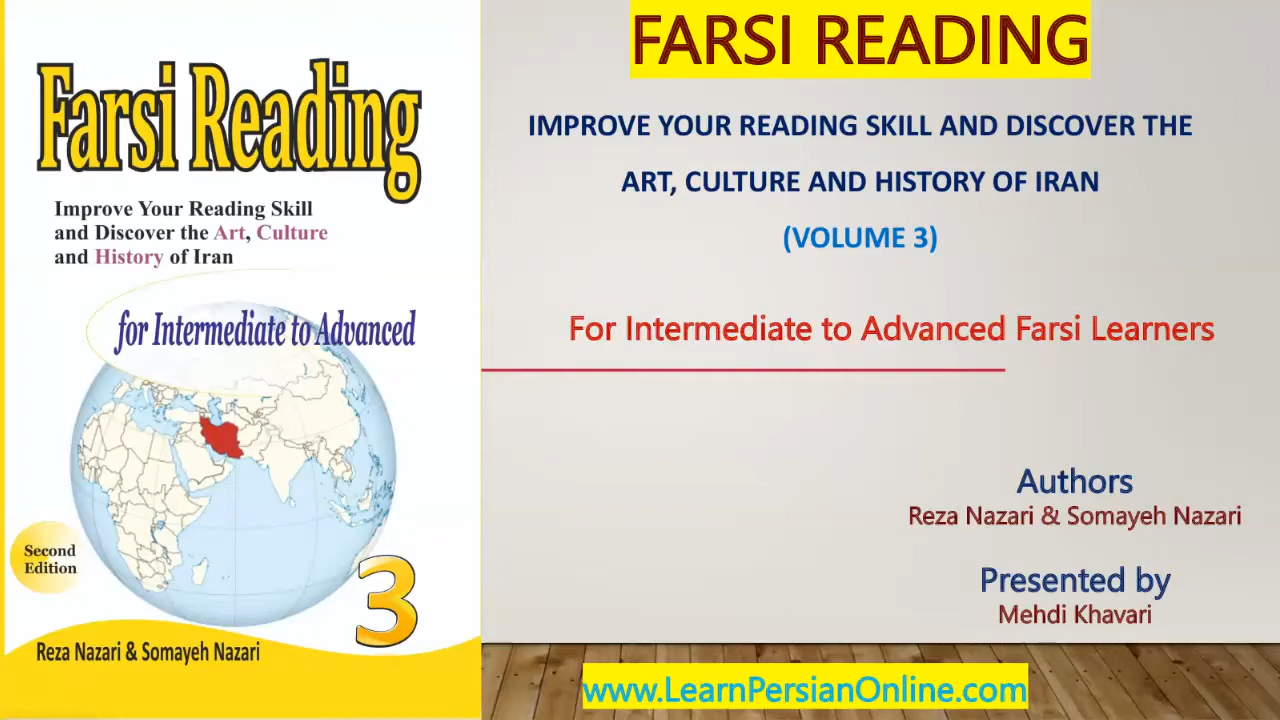 Farsi Reading
Improve Your Reading Skill
and Discover the Art, Culture
and History of Iran
for Intermediate to Advanced
Second
Edition
3
Reza Nazari & Somayeh Nazari
FARSI READING
IMPROVE YOUR READING SKILL AND DISCOVER THE
ART, CULTURE AND HISTORY OF IRAN
(VOLUME 3)
For Intermediate to Advanced Farsi Learners
Authors
Reza Nazari & Somayeh Nazari
Presented by
Mehdi Khavari
www.LearnPersianOnline.com